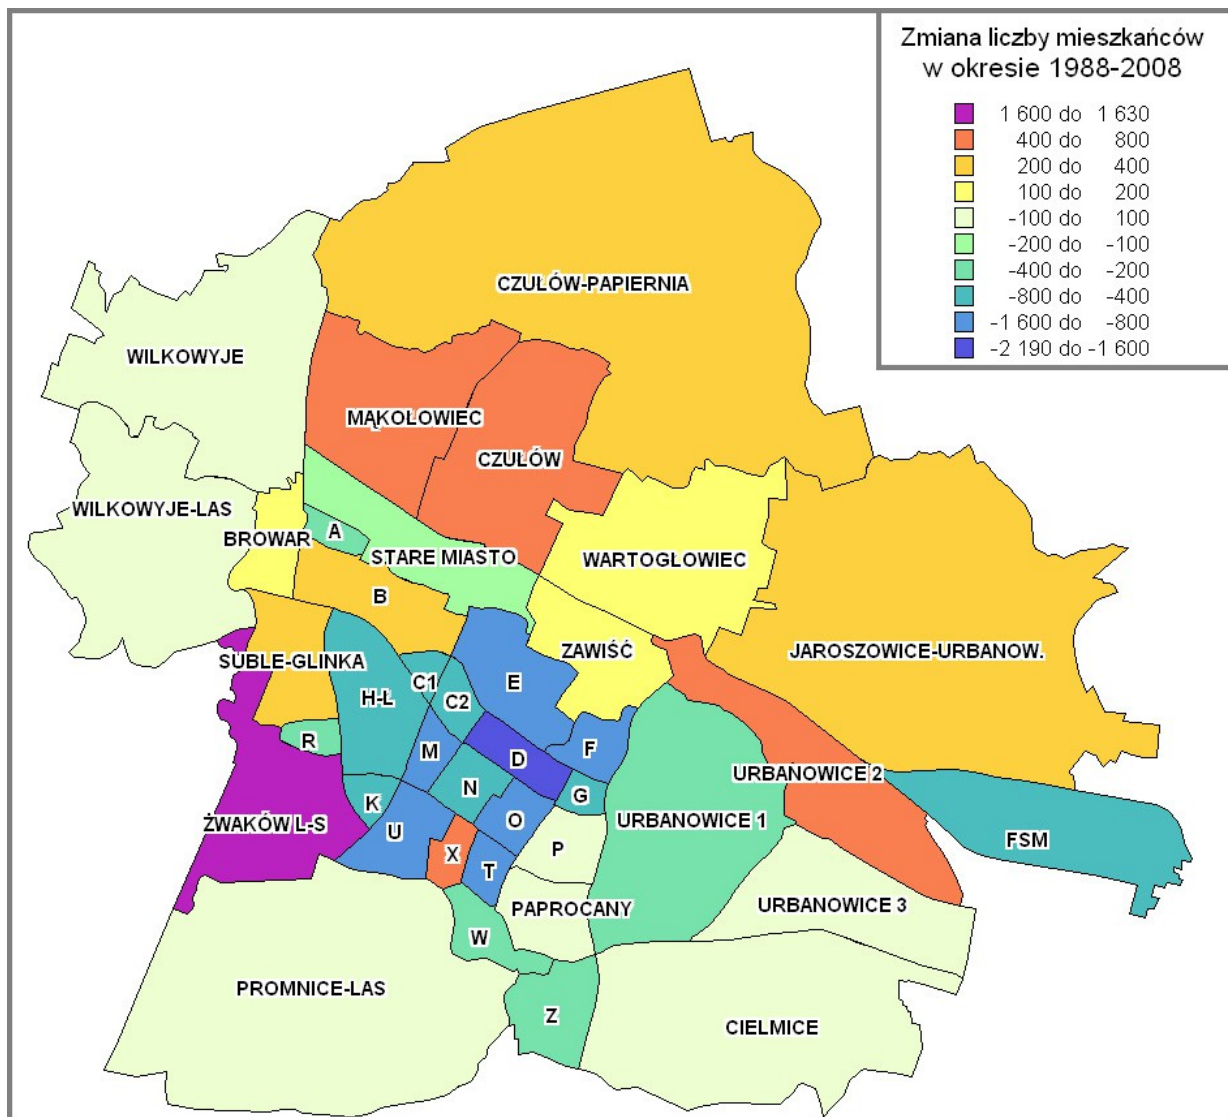 Zmiana liczby mieszkańców
w okresie 1988-2008
1 600 do 1 630
400 do 800
200 do 400
100 do 200
-100 do 100
-200 do -100
-400 do -200
-800 do -400
-1 600 do -800
-2 190 do -1 600
CZUŁÓW-PAPIERNIA
WILKOWYJE
MĄKOŁOWIEC
CZUŁÓW
WILKOWYJE-LAS
BROWAR
A
STARE MIASTO
WARTOGŁOWIEC
B
ZAWIŚĆ
JAROSZOWICE-URBANOW.
SUBLE-GLINKA
H-Ł
C1
C2
E
R
M
D
F
URBANOWICE 2
K
N
G
ŻWAKÓW L-S
U
O
URBANOWICE 1
FSM
X
T
P
PAPROCANY
URBANOWICE 3
W
PROMNICE-LAS
Z
CIELMICE